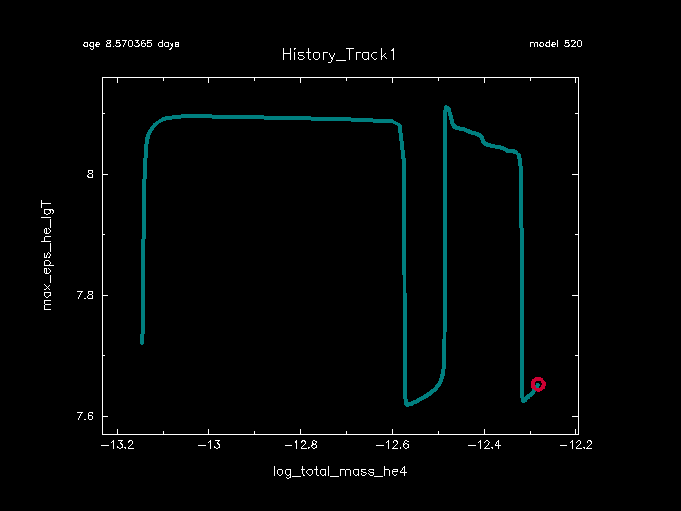 age 8.570365 days
model 520
History_Track1
8
7.8
7.6
max_eps_he_lgT
−13.2
−13
−12.8
−12.6
−12.4
−12.2
log_total_mass_he4